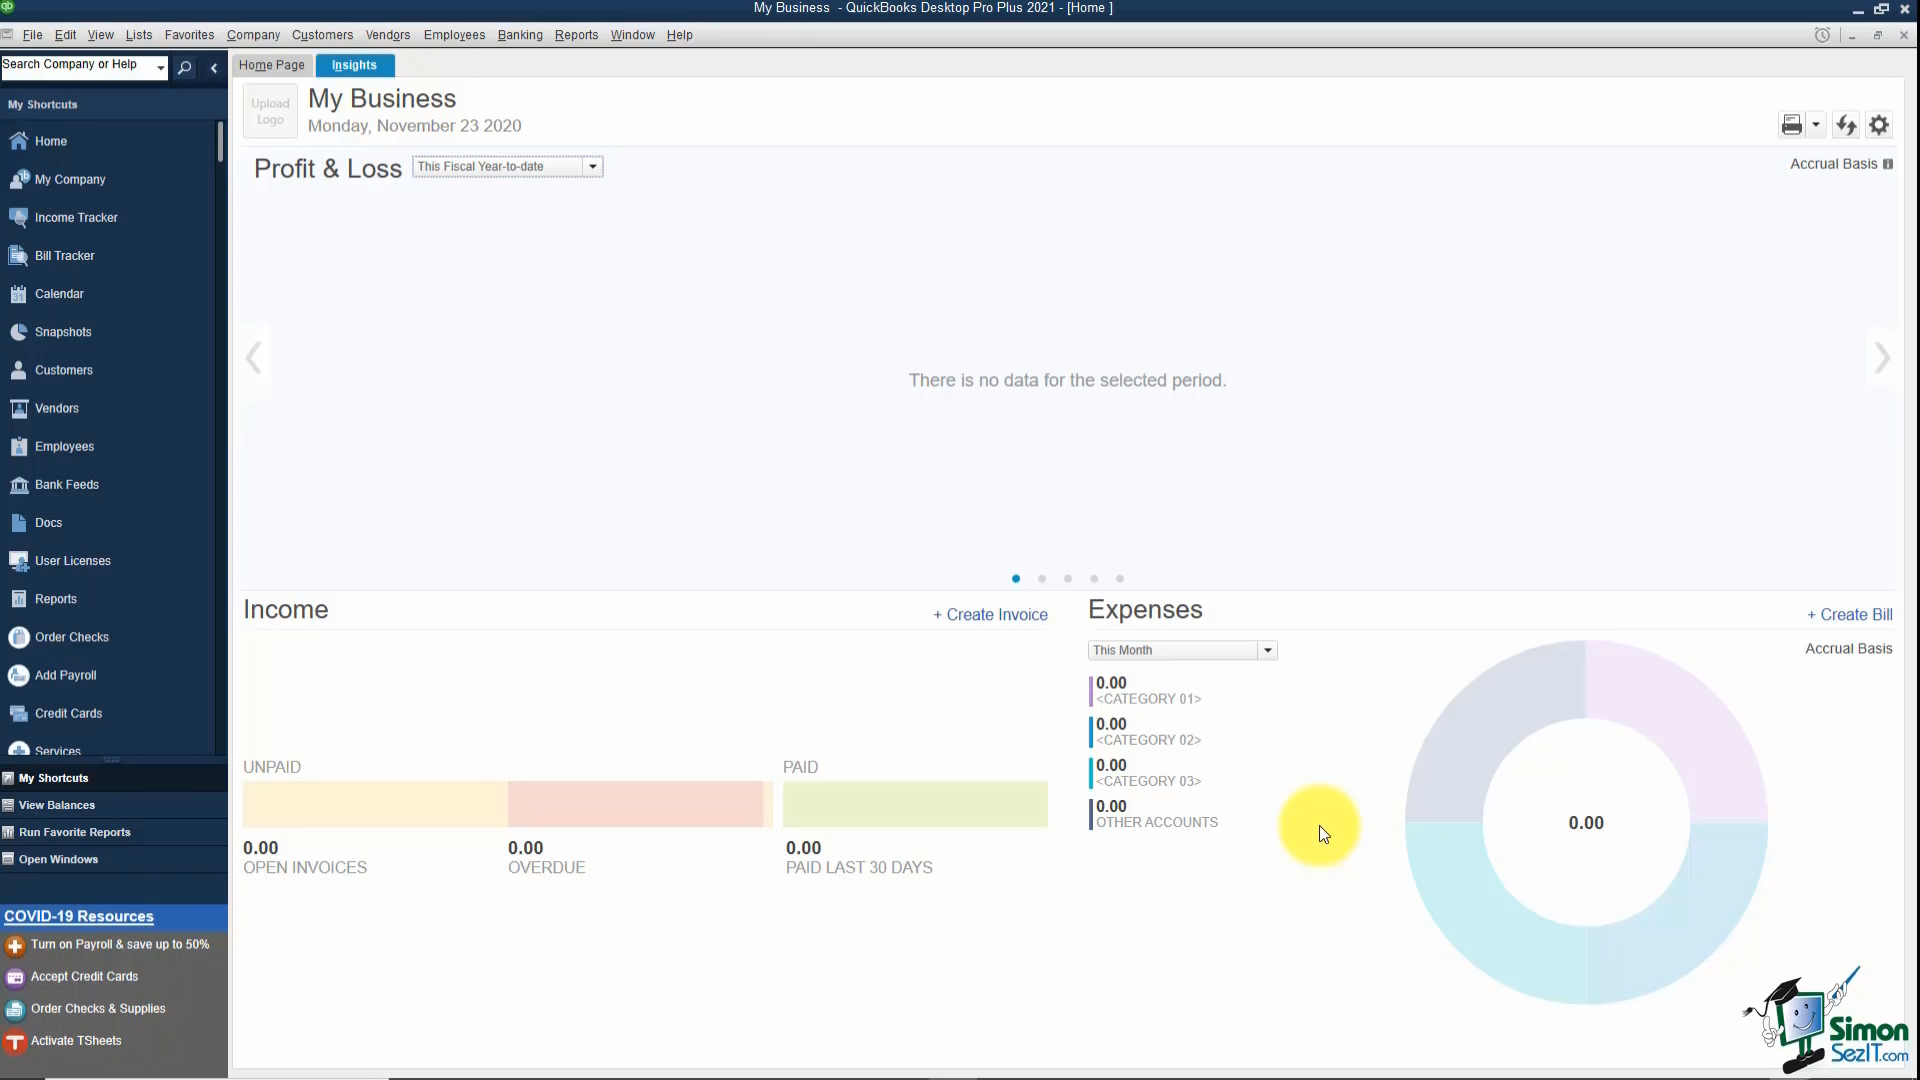 My Business - QuickBooks Desktop Pro Plus 2021 - [Home ]
File Edit View Lists Favorites Company Customers Vendors Employees Banking Reports Window Help
Search Company or Help
Home Page Insights
My Shortcuts
Home
My Company
Income Tracker
Bill Tracker
Calendar
Snapshots
Customers
Vendors
Employees
Bank Feeds
Docs
User Licenses
Reports
Order Checks
Add Payroll
Credit Cards
Services
My Shortcuts
View Balances
Run Favorite Reports
Open Windows
COVID-19 Resources
Turn on Payroll & save up to 50%
Accept Credit Cards
Order Checks & Supplies
Activate TSheets
Upload
Logo
My Business
Monday, November 23 2020
Profit & Loss This Fiscal Year-to-date
Accrual Basis
There is no data for the selected period.
Income
+ Create Invoice
UNPAID
PAID
0.00
OPEN INVOICES
0.00
OVERDUE
0.00
PAID LAST 30 DAYS
Expenses
+ Create Bill
This Month
Accrual Basis
0.00
<CATEGORY 01>
0.00
<CATEGORY 02>
0.00
<CATEGORY 03>
0.00
OTHER ACCOUNTS
0.00
Simon
SezIT.com